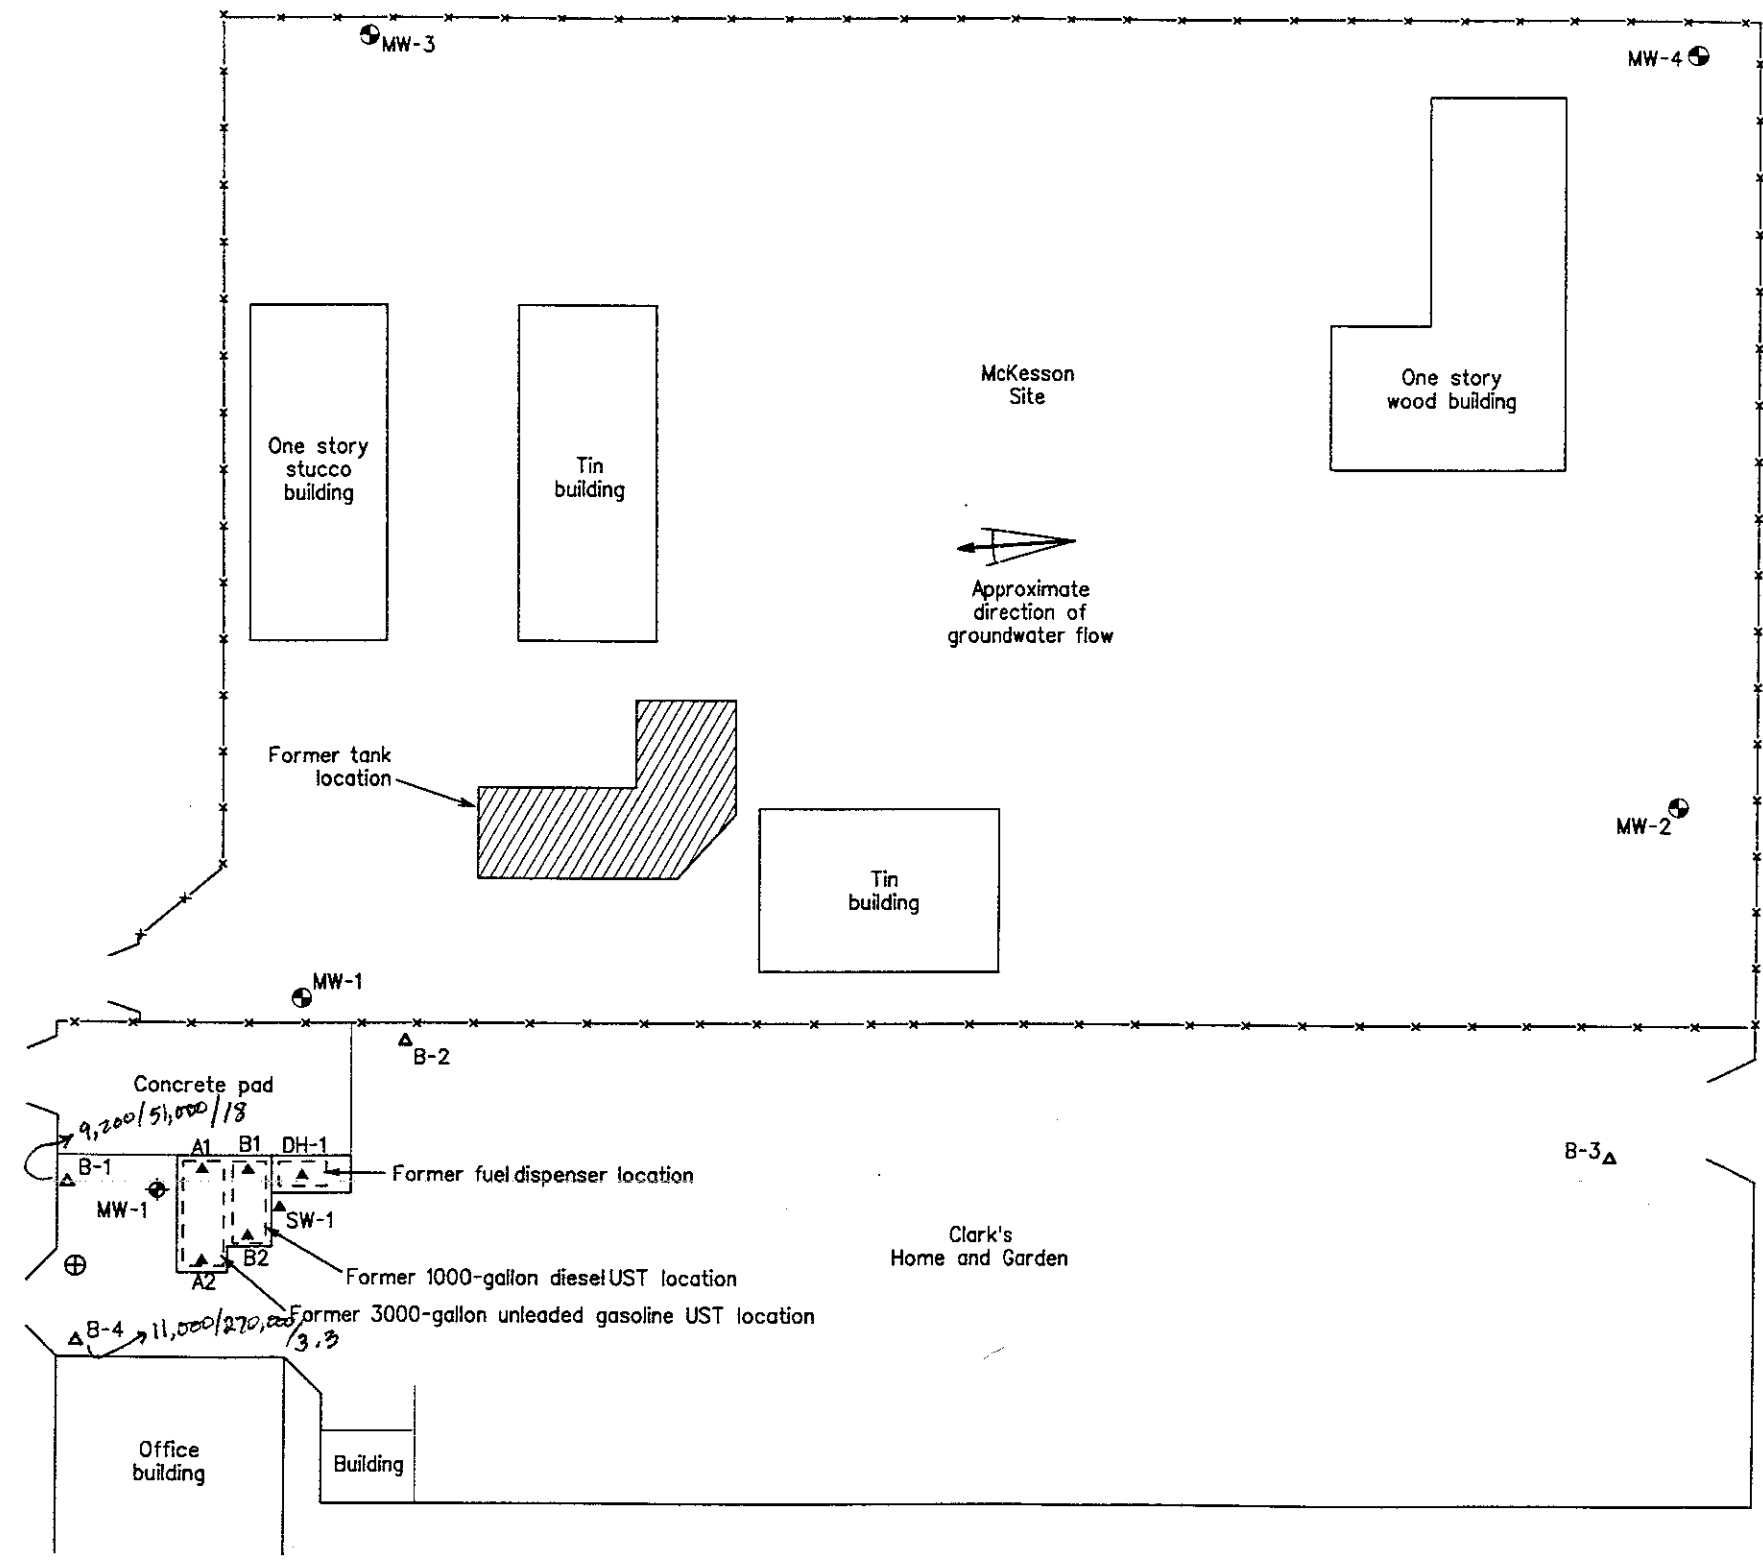 MW-3
MW-4
McKesson
Site
One story
wood building
One story
stucco
building
Tin
building
Approximate
direction of
groundwater flow
Former tank
location
MW-2
Tin
building
MW-1
B-2
Concrete pad
9,200/51,000/18
A1
B1
DH-1
B-1
Former fuel dispenser location
B-3
MW-1
SW-1
B2
A2
Clark's
Home and Garden
Former 1000-gallon diesel UST location
Former 3000-gallon unleaded gasoline UST location
B-4
11,000/270,000
/3.3
Office
building
Building